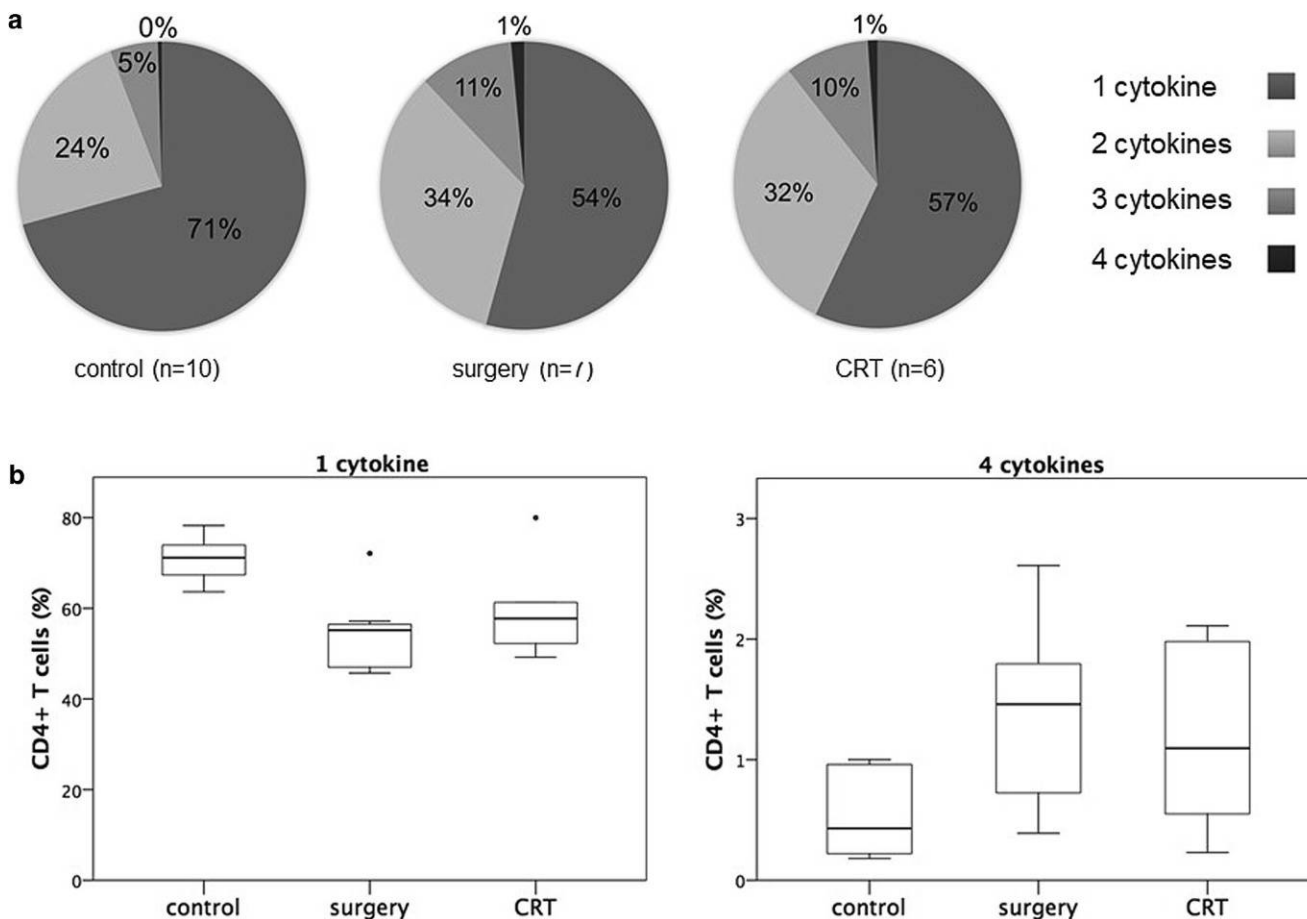 a
0%
5%
24%
71%
control (n=10)
1%
11%
34%
54%
surgery (n=7)
1%
10%
32%
57%
CRT (n=6)
1 cytokine
2 cytokines
3 cytokines
4 cytokines
b
1 cytokine
CD4+ T cells (%)
80
60
40
20
0
control surgery CRT
4 cytokines
CD4+ T cells (%)
3
2
1
0
control surgery CRT